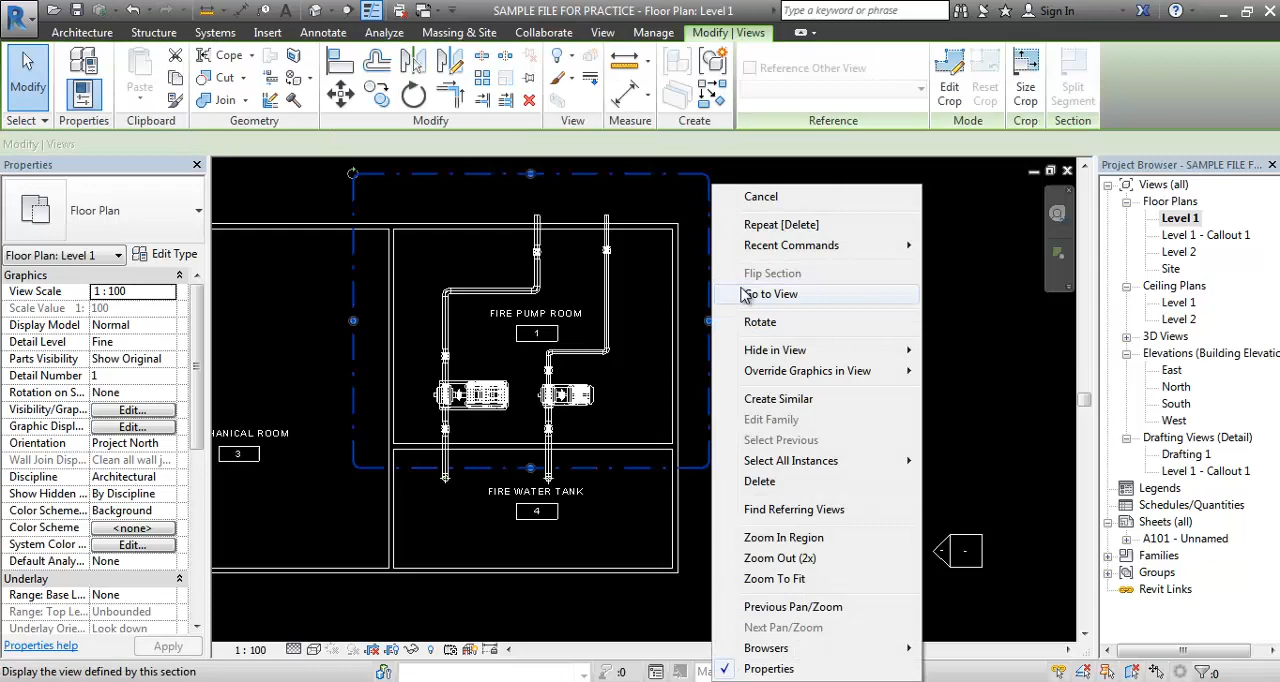 SAMPLE FILE FOR PRACTICE - Floor Plan: Level 1
Type a keyword or phrase
Sign In
Architecture Structure Systems Insert Annotate Analyze Massing & Site Collaborate View Manage Modify | Views
Modify
Select
Properties
Paste
Clipboard
Cope
Cut
Join
Geometry
Modify
View
Measure
Create
Reference Other View
Reference
Edit Crop
Reset Crop
Mode
Size Crop
Crop
Split Segment
Section
Modify | Views
Properties
Floor Plan
Floor Plan: Level 1
Edit Type
Graphics
View Scale 1 : 100
Scale Value 1: 100
Display Model Normal
Detail Level Fine
Parts Visibility Show Original
Detail Number 1
Rotation on S... None
Visibility/Grap... Edit...
Graphic Displ... Edit...
Orientation Project North
Wall Join Disp... Clean all wall j...
Discipline Architectural
Show Hidden ... By Discipline
Color Scheme... Background
Color Scheme <none>
System Color ... Edit...
Default Analy... None
Underlay
Range: Base L... None
Range: Top Le... Unbounded
Underlay Orie... Look down
Properties help
Apply
FIRE PUMP ROOM
1
HANICAL ROOM
3
FIRE WATER TANK
4
Cancel
Repeat [Delete]
Recent Commands
Flip Section
Go to View
Rotate
Hide in View
Override Graphics in View
Create Similar
Edit Family
Select Previous
Select All Instances
Delete
Find Referring Views
Zoom In Region
Zoom Out (2x)
Zoom To Fit
Previous Pan/Zoom
Next Pan/Zoom
Browsers
Properties
Project Browser - SAMPLE FILE F...
Views (all)
Floor Plans
Level 1
Level 1 - Callout 1
Level 2
Site
Ceiling Plans
Level 1
Level 2
3D Views
Elevations (Building Elevatio
East
North
South
West
Drafting Views (Detail)
Drafting 1
Level 1 - Callout 1
Legends
Schedules/Quantities
Sheets (all)
A101 - Unnamed
Families
Groups
Revit Links
1 : 100
Display the view defined by this section
:0
Ma
:0